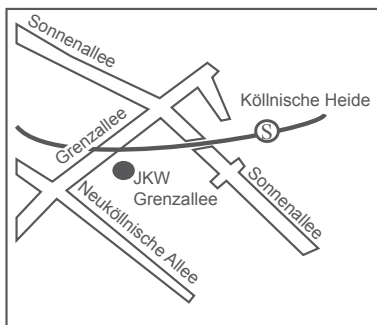 Sonnenallee
Köllnische Heide
S
Grenzallee
JKW
Grenzallee
Sonnenallee
Neuköllnische Allee